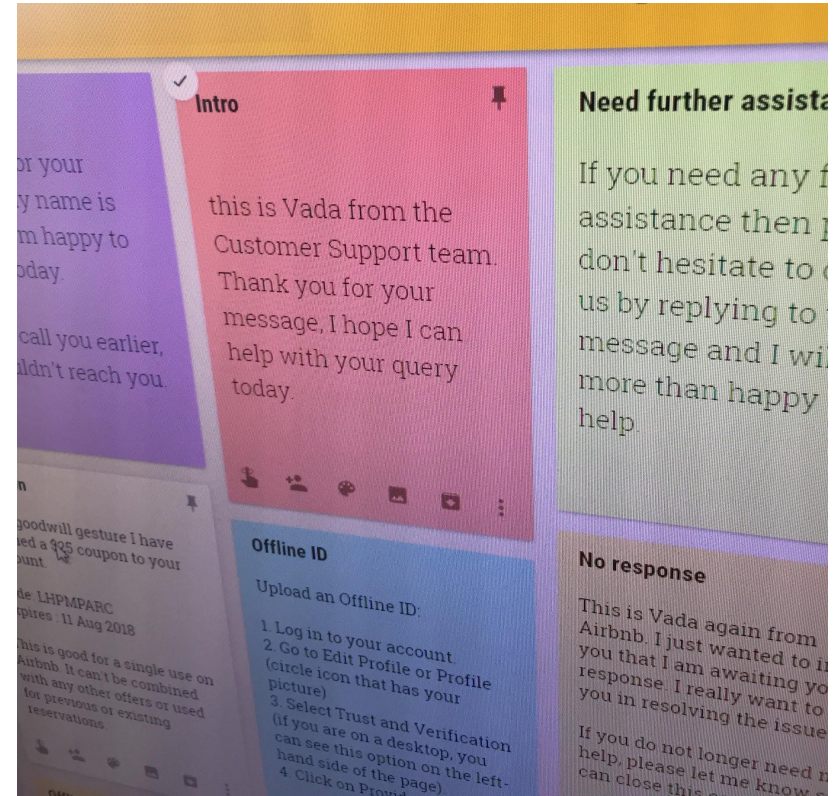 or your
y name is
m happy to
oday.
call you earlier,
uldn't reach you.
Intro
this is Vada from the
Customer Support team.
Thank you for your
message, I hope I can
help with your query
today.
Need further assista
If you need any f
assistance then p
don't hesitate to c
us by replying to
message and I wil
more than happy
help.
n
goodwill gesture I have
ed a $25 coupon to your
ount.
de: LHPMPARC
pires : 11 Aug 2018
This is good for a single use on
Airbnb. It can't be combined
with any other offers or used
for previous or existing
reservations.
Offline ID
Upload an Offline ID:
1. Log in to your account.
2. Go to Edit Profile or Profile
(circle icon that has your
picture)
3. Select Trust and Verification
(if you are on a desktop, you
can see this option on the left-
hand side of the page).
4. Click on Provid
No response
This is Vada again from
Airbnb. I just wanted to in
you that I am awaiting yo
response. I really want to
you in resolving the issue
If you do not longer need m
help, please let me know s
can close this